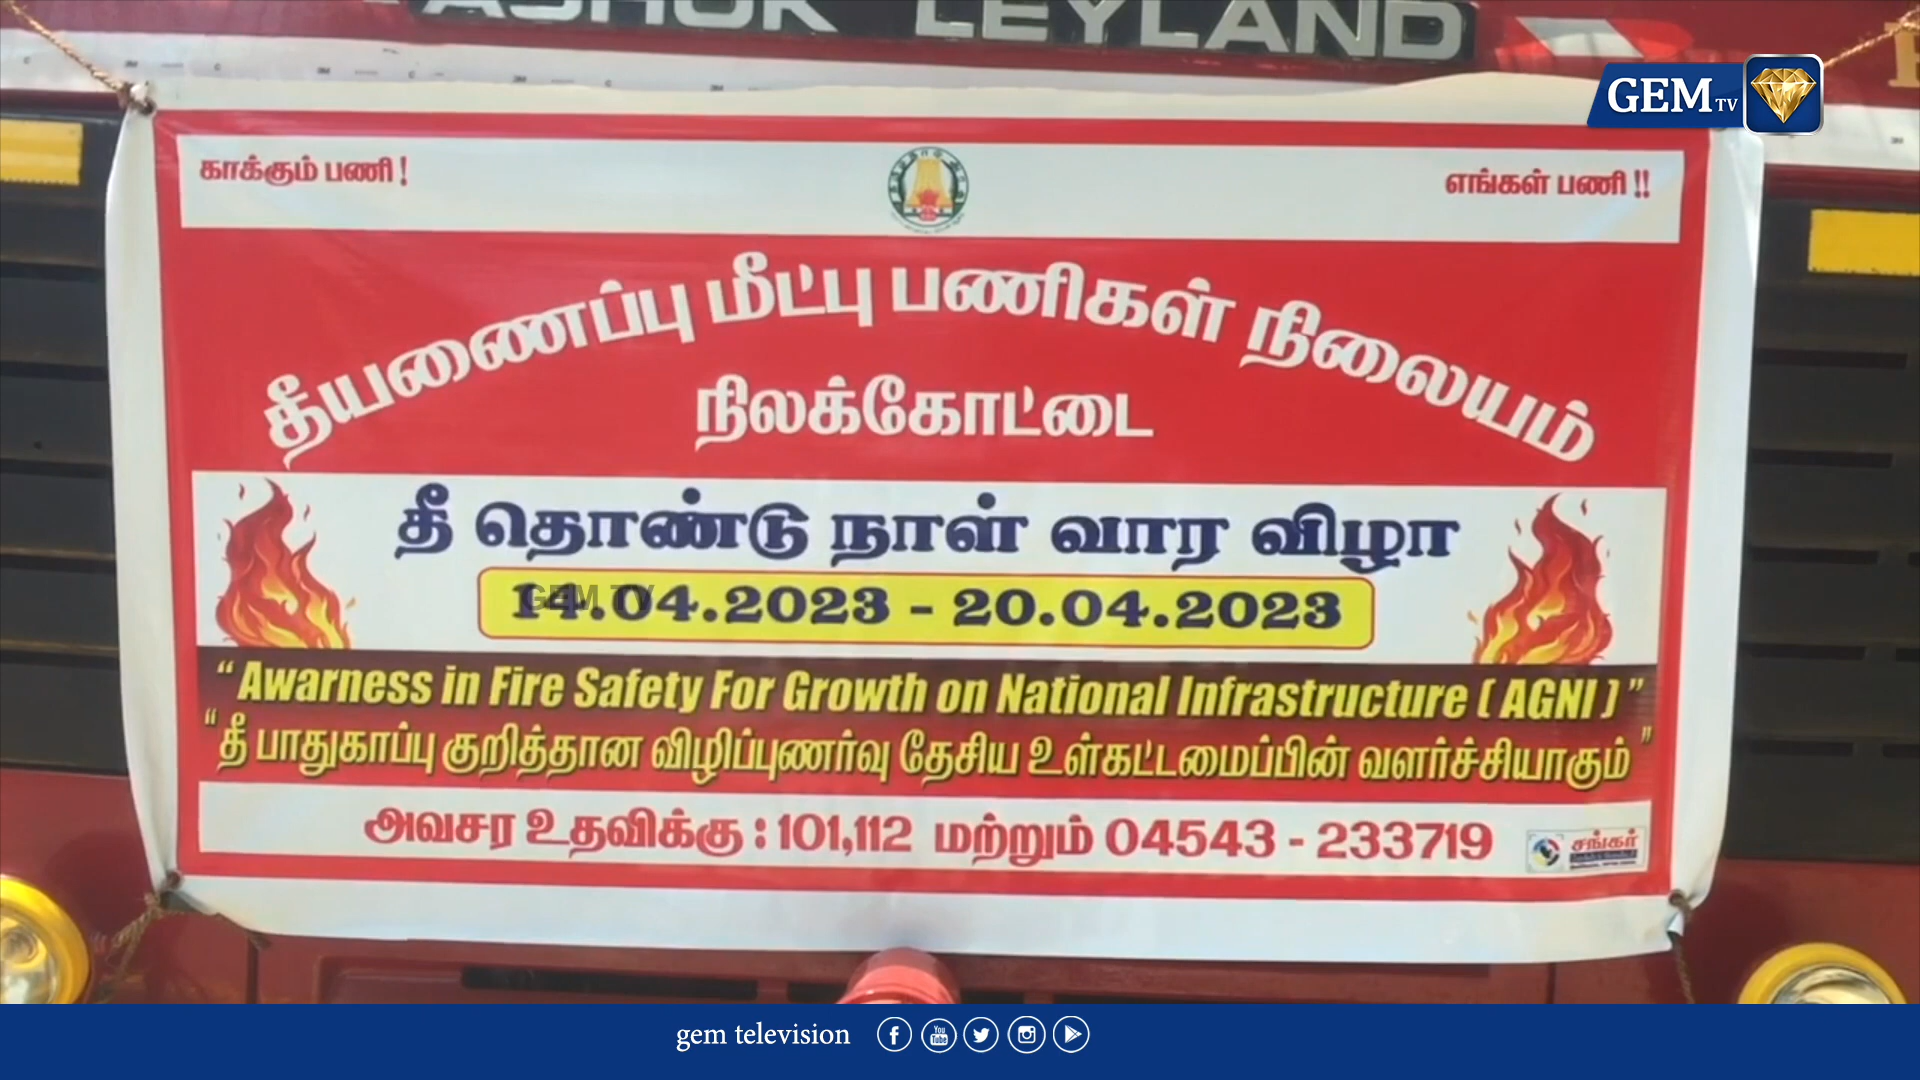 ASHOK LEYLAND
GEM TV
காக்கும் பணி !
எங்கள் பணி !!
தீயணைப்பு மீட்பு பணிகள் நிலையம்
நிலக்கோட்டை
தீ தொண்டு நாள் வார விழா
GEM TV
14.04.2023 - 20.04.2023
“ Awarness in Fire Safety For Growth on National Infrastructure ( AGNI ) ”
“ தீ பாதுகாப்பு குறித்தான விழிப்புணர்வு தேசிய உள்கட்டமைப்பின் வளர்ச்சியாகும் ”
அவசர உதவிக்கு : 101,112 மற்றும் 04543 - 233719
சங்கர்
gem television